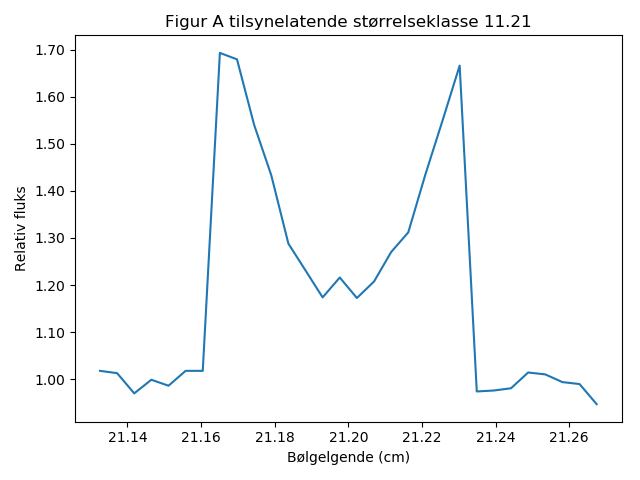 Figur A tilsynelatende størrelseklasse 11.21
1.70
1.60
1.50
1.40
1.30
1.20
1.10
1.00
Relativ fluks
21.14 21.16 21.18 21.20 21.22 21.24 21.26
Bølgelgende (cm)